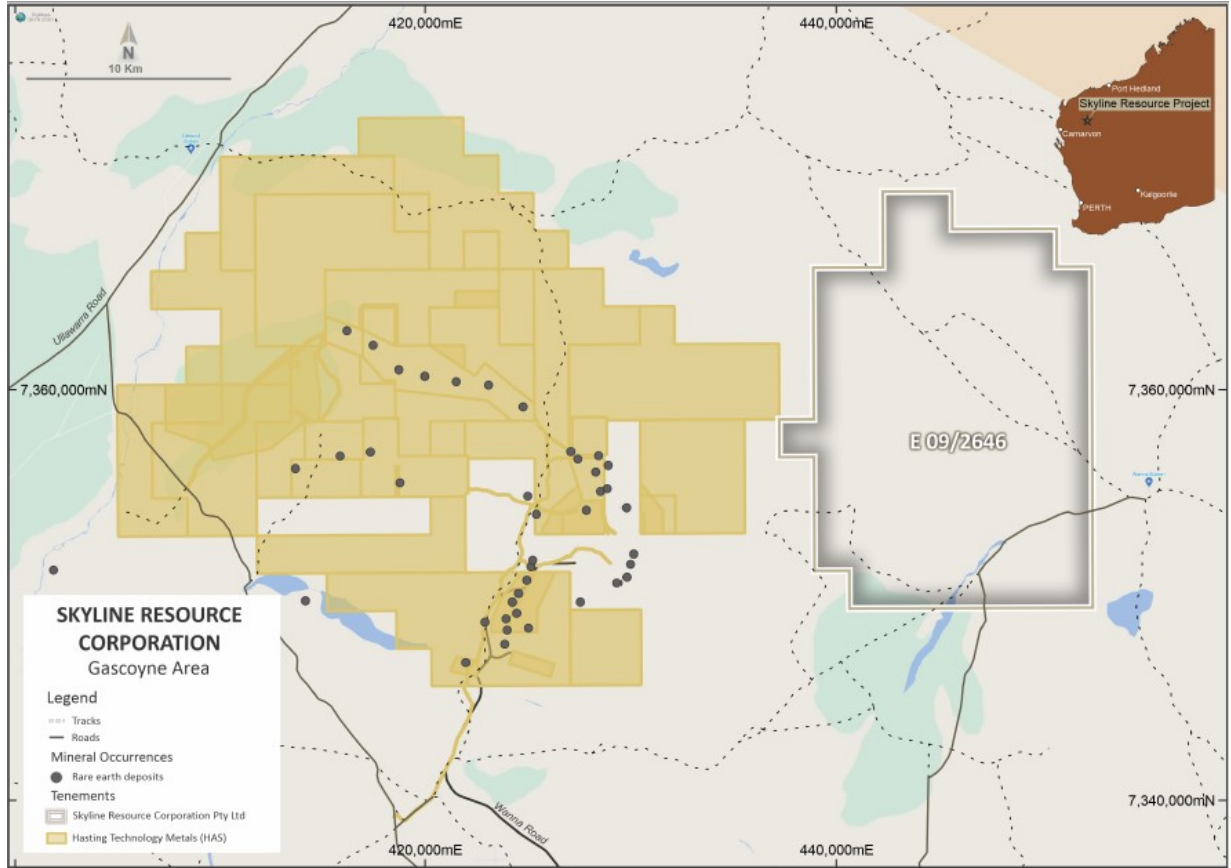 420,000mE
440,000mE
N
10 Km
Port Hedland
Skyline Resource Project
Carnarvon
Kalgoorlie
PERTH
Ullawarra Road
7,360,000mN
7,360,000mN
E 09/2646
SKYLINE RESOURCE
CORPORATION
Gascoyne Area
Legend
Tracks
Roads
Mineral Occurrences
Rare earth deposits
Tenements
Skyline Resource Corporation Pty Ltd
Hasting Technology Metals (HAS)
Wanna Road
7,340,000mN
420,000mE
440,000mE